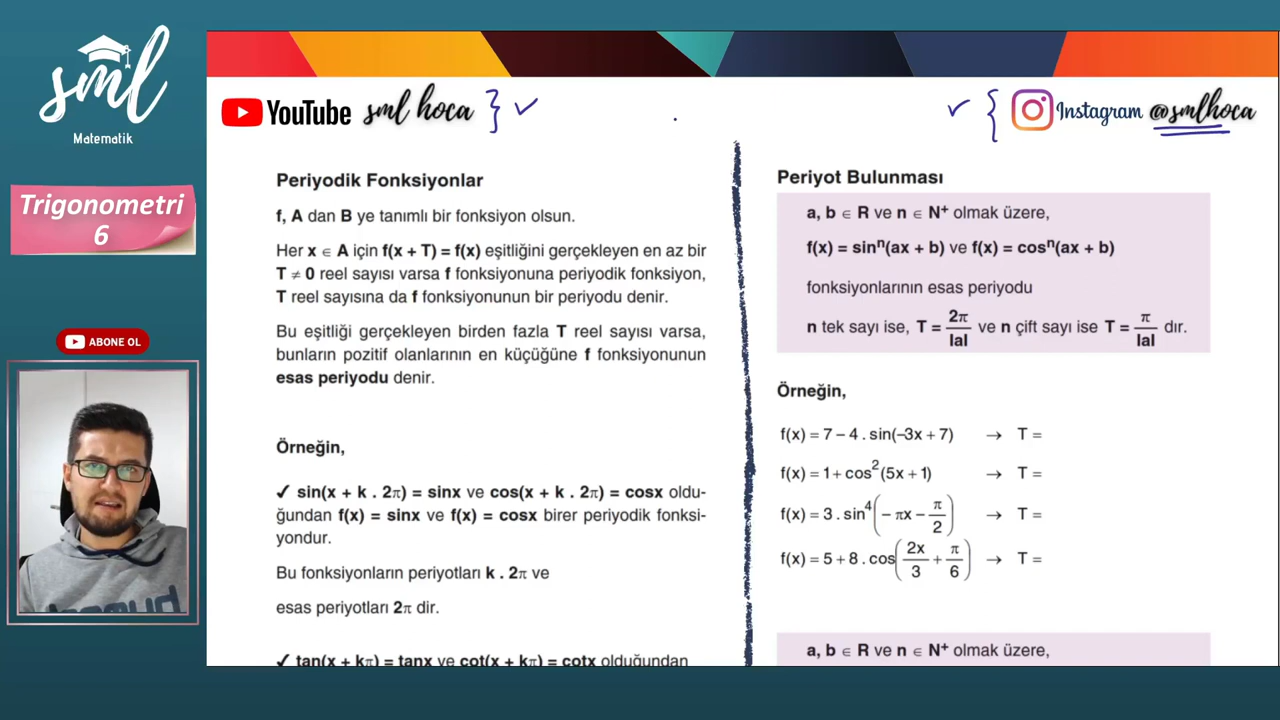 sml
Matematik
Trigonometri
6
ABONE OL
YouTube sml hoca
Instagram @smlhoca
Periyodik Fonksiyonlar
f, A dan B ye tanımlı bir fonksiyon olsun.
Her x ∈ A için f(x + T) = f(x) eşitliğini gerçekleyen en az bir
T ≠ 0 reel sayısı varsa f fonksiyonuna periyodik fonksiyon,
T reel sayısına da f fonksiyonunun bir periyodu denir.
Bu eşitliği gerçekleyen birden fazla T reel sayısı varsa,
bunların pozitif olanlarının en küçüğüne f fonksiyonunun
esas periyodu denir.
Örneğin,
✓ sin(x + k . 2π) = sinx ve cos(x + k . 2π) = cosx oldu-
ğundan f(x) = sinx ve f(x) = cosx birer periyodik fonksi-
yondur.
Bu fonksiyonların periyotları k . 2π ve
esas periyotları 2π dir.
✓ tan(x + kπ) = tanx ve cot(x + kπ) = cotx olduğundan
Periyot Bulunması
a, b ∈ R ve n ∈ N⁺ olmak üzere,
f(x) = sinⁿ(ax + b) ve f(x) = cosⁿ(ax + b)
fonksiyonlarının esas periyodu
n tek sayı ise, T = 2π/|a| ve n çift sayı ise T = π/|a| dır.
Örneğin,
f(x) = 7 – 4 . sin(–3x + 7) → T =
f(x) = 1 + cos²(5x + 1) → T =
f(x) = 3 . sin⁴(– πx – π/2) → T =
f(x) = 5 + 8 . cos(2x/3 + π/6) → T =
a, b ∈ R ve n ∈ N⁺ olmak üzere,